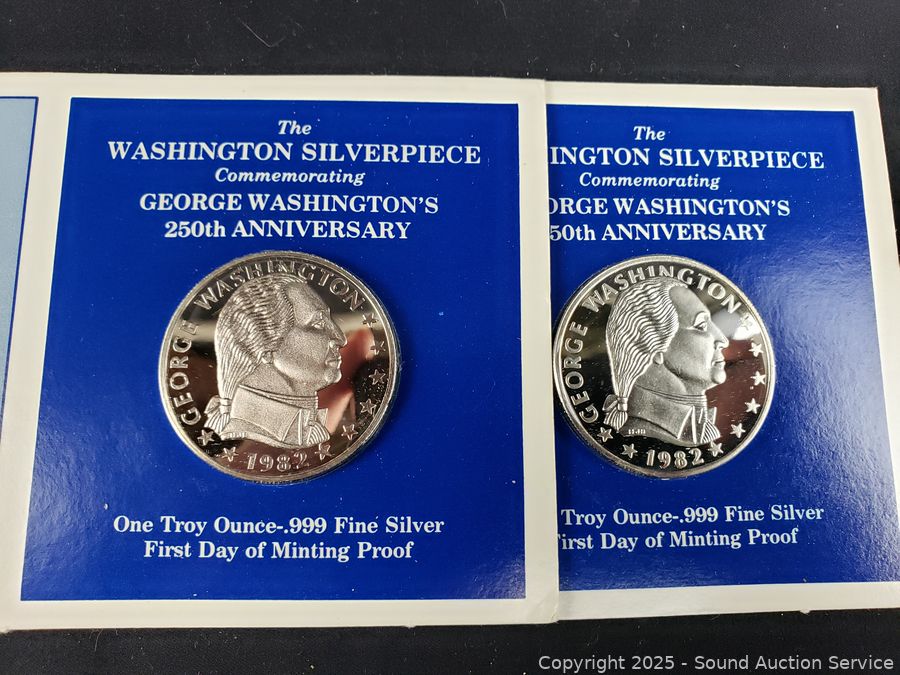 The
WASHINGTON SILVERPIECE
Commemorating
GEORGE WASHINGTON'S
250th ANNIVERSARY
GEORGE WASHINGTON
1982
One Troy Ounce-.999 Fine Silver
First Day of Minting Proof
The
INGTON SILVERPIECE
Commemorating
ORGE WASHINGTON'S
50th ANNIVERSARY
GEORGE WASHINGTON
1982
Troy Ounce-.999 Fine Silver
irst Day of Minting Proof
Copyright 2025 - Sound Auction Service